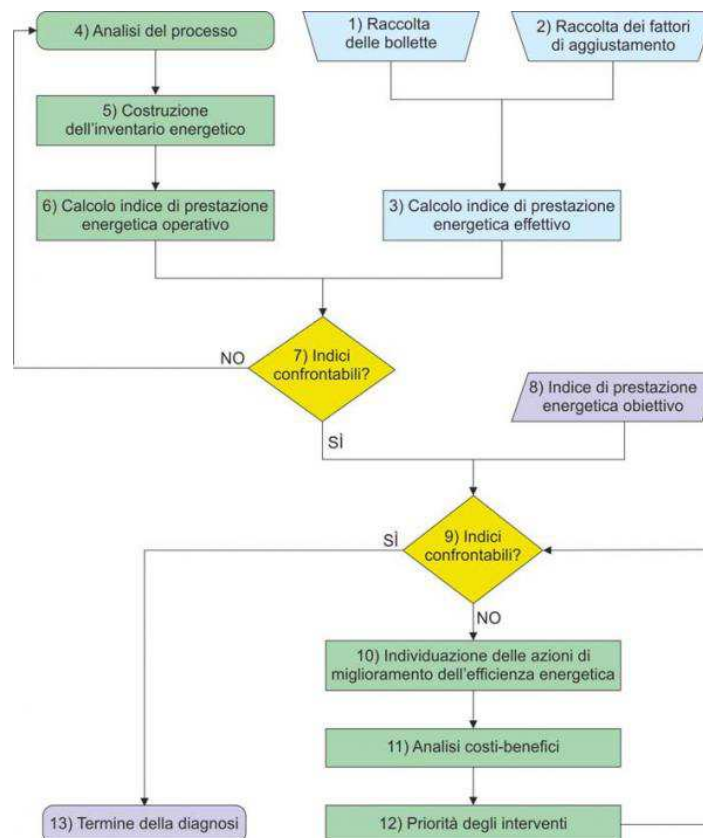 4) Analisi del processo
1) Raccolta
delle bollette
2) Raccolta dei fattori
di aggiustamento
5) Costruzione
dell’inventario energetico
6) Calcolo indice di prestazione
energetica operativo
3) Calcolo indice di prestazione
energetica effettivo
7) Indici
confrontabili?
NO
8) Indice di prestazione
energetica obiettivo
SÌ
9) Indici
confrontabili?
SÌ
NO
10) Individuazione delle azioni di
miglioramento dell’efficienza energetica
11) Analisi costi-benefici
13) Termine della diagnosi
12) Priorità degli interventi